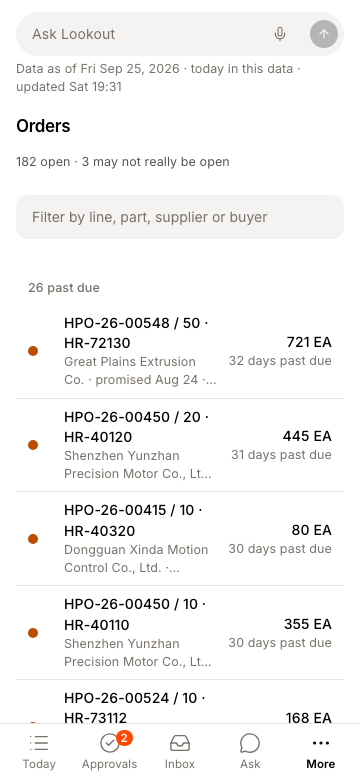 Ask Lookout
Data as of Fri Sep 25, 2026 · today in this data ·
updated Sat 19:31
Orders
182 open · 3 may not really be open
Filter by line, part, supplier or buyer
26 past due
HPO-26-00548 / 50 ·
HR-72130
Great Plains Extrusion
Co. · promised Aug 24 ·...
721 EA
32 days past due
HPO-26-00450 / 20 ·
HR-40120
Shenzhen Yunzhan
Precision Motor Co., Lt...
445 EA
31 days past due
HPO-26-00415 / 10 ·
HR-40320
Dongguan Xinda Motion
Control Co., Ltd. ·...
80 EA
30 days past due
HPO-26-00450 / 10 ·
HR-40110
Shenzhen Yunzhan
Precision Motor Co., Lt...
355 EA
30 days past due
HPO-26-00524 / 10 ·
HR-73112
168 EA
2
Today
Approvals
Inbox
Ask
More